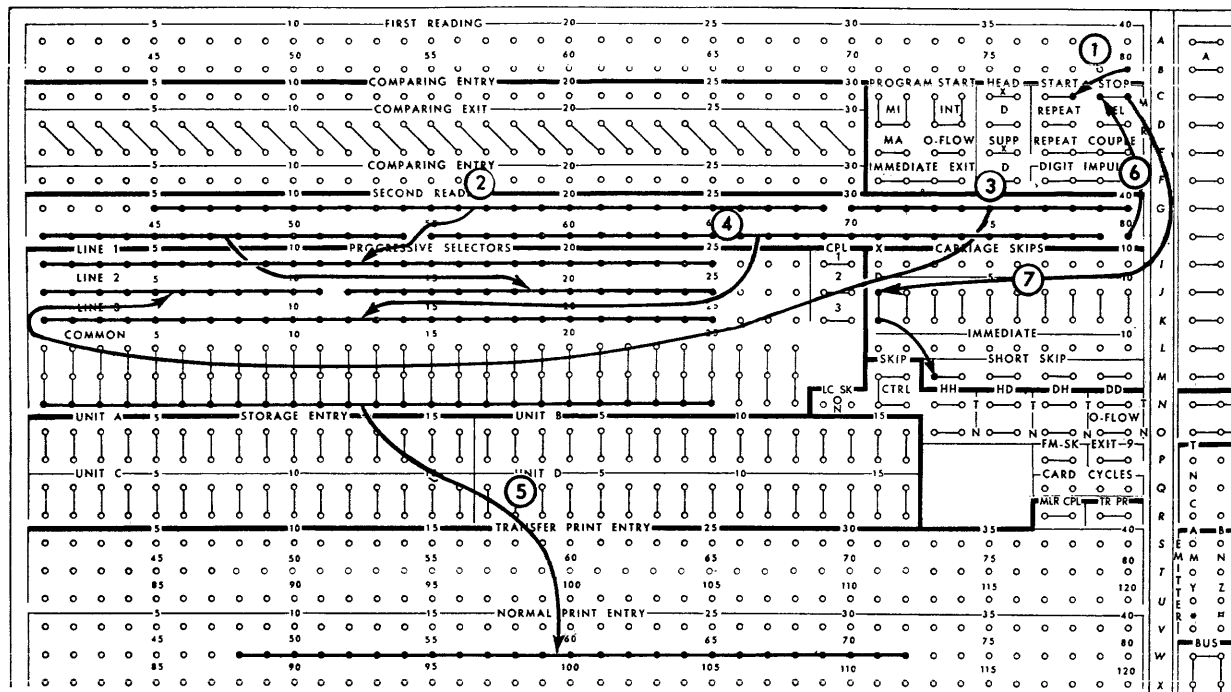 5 10 FIRST READING 20 25 30 35 40
45 50 55 60 65 70 75 80 A
A
①
B
5 10 COMPARING ENTRY 20 25 30 PROGRAM START HEAD START STOP
X
MI INT. D C
COMPARING EXIT 25 REPEAT M
D
MA O-FLOW SUPP REPEAT COUPLE
X
5 10 COMPARING ENTRY 20 25 30 IMMEDIATE EXIT D DIGIT IMPULSE
F
⑥
5 10 SECOND READ ② 20 25 30 ③ 40
G
④
45 50 55 60 65 70 75 80
LINE 1 5 10 PROGRESSIVE SELECTORS 20 25 CPL X CARRIAGE SKIPS 10
1 I
LINE 2 15 20 25 2 5 ⑦ 10
J
LINE 3 10 15 20 25 3 K
COMMON 5 10 15 20 25 IMMEDIATE 10
L
SKIP SHORT SKIP
M
LC SK CTRL HH HD DH DD
ON T N N
UNIT A 5 STORAGE ENTRY 15 UNIT B 5 10 15 O-FLOW
N N N O
FM-SK EXIT-9 P T
UNIT C 5 10 UNIT D 5 10 15 CARD CYCLES N
⑤ Q C
MLR CPL TR PR R O
5 10 15 TRANSFER PRINT ENTRY 25 30 35 40 A B
45 50 55 60 65 70 75 80 S M N
85 90 95 100 105 110 115 120 T Y Z
U EMITTER
5 10 15 NORMAL PRINT ENTRY 25 30 35 40 *
V
45 50 55 60 65 70 75 80 BUS
W
85 90 95 100 105 110 115 120
X